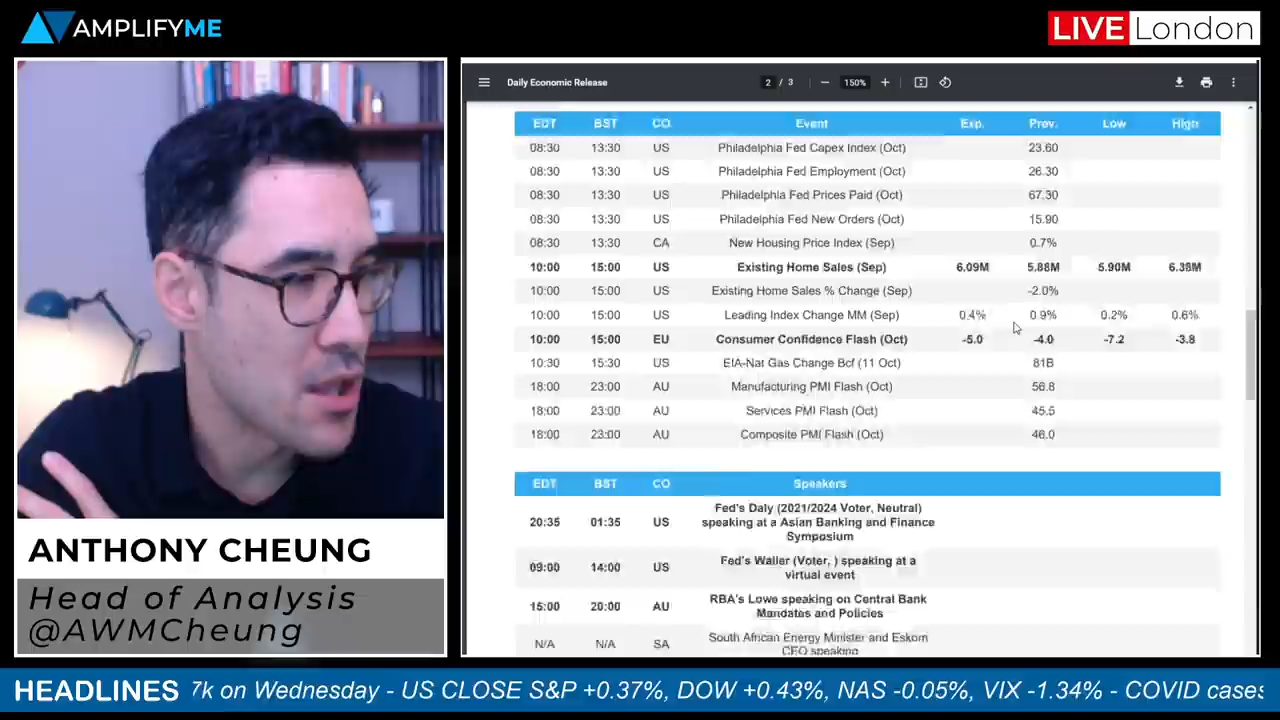 AMPLIFYME
LIVE London
Daily Economic Release
2 / 3
150%
EDT BST CO Event Exp. Prev. Low High
08:30 13:30 US Philadelphia Fed Capex Index (Oct) 23.60
08:30 13:30 US Philadelphia Fed Employment (Oct) 26.30
08:30 13:30 US Philadelphia Fed Prices Paid (Oct) 67.30
08:30 13:30 US Philadelphia Fed New Orders (Oct) 15.90
08:30 13:30 CA New Housing Price Index (Sep) 0.7%
10:00 15:00 US Existing Home Sales (Sep) 6.09M 5.88M 5.90M 6.38M
10:00 15:00 US Existing Home Sales % Change (Sep) -2.0%
10:00 15:00 US Leading Index Change MM (Sep) 0.4% 0.9% 0.2% 0.6%
10:00 15:00 EU Consumer Confidence Flash (Oct) -5.0 -4.0 -7.2 -3.8
10:30 15:30 US EIA-Nat Gas Change Bcf (11 Oct) 81B
18:00 23:00 AU Manufacturing PMI Flash (Oct) 56.8
18:00 23:00 AU Services PMI Flash (Oct) 45.5
18:00 23:00 AU Composite PMI Flash (Oct) 46.0
EDT BST CO Speakers
20:35 01:35 US Fed's Daly (2021/2024 Voter, Neutral)
speaking at a Asian Banking and Finance
Symposium
09:00 14:00 US Fed's Waller (Voter, ) speaking at a
virtual event
15:00 20:00 AU RBA's Lowe speaking on Central Bank
Mandates and Policies
N/A N/A SA South African Energy Minister and Eskom
CEO speaking
ANTHONY CHEUNG
Head of Analysis
@AWMCheung
HEADLINES 7k on Wednesday - US CLOSE S&P +0.37%, DOW +0.43%, NAS -0.05%, VIX -1.34% - COVID cases